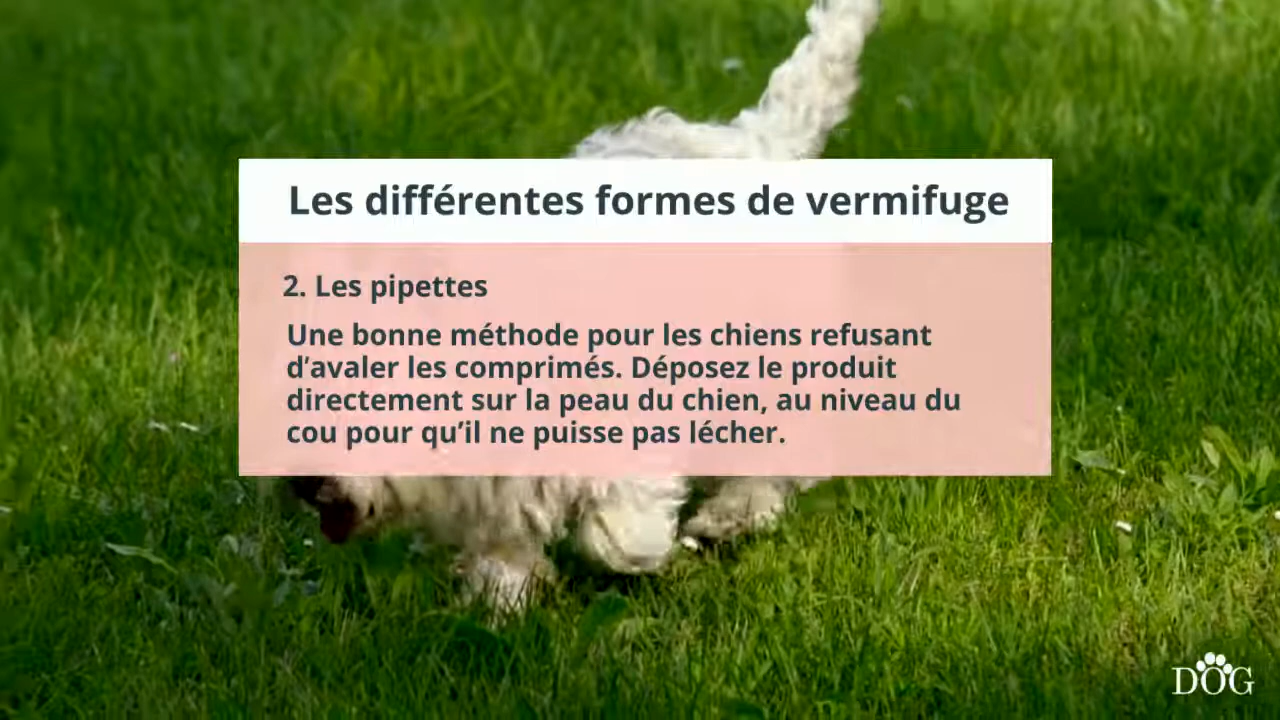 Les différentes formes de vermifuge
2. Les pipettes
Une bonne méthode pour les chiens refusant
d'avaler les comprimés. Déposez le produit
directement sur la peau du chien, au niveau du
cou pour qu'il ne puisse pas lécher.
DOG